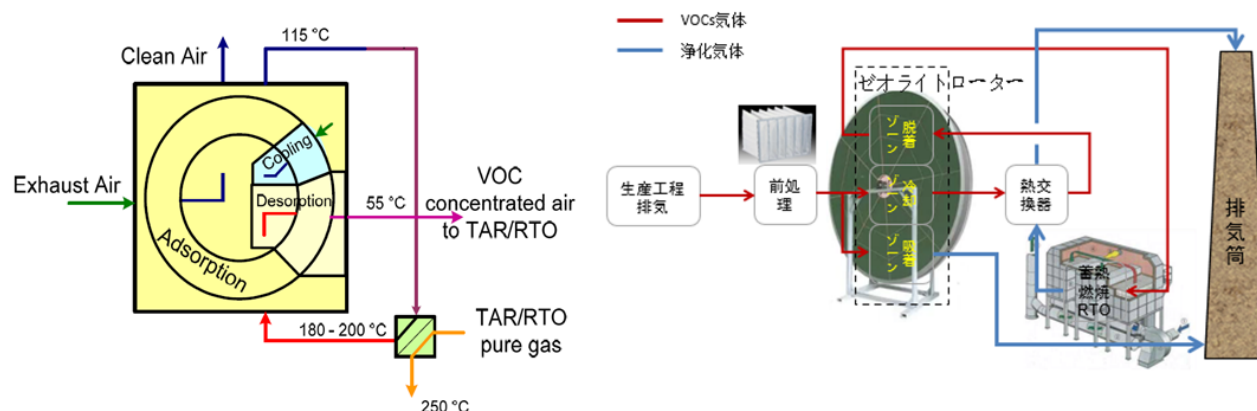 115 °C
Clean Air
Cooling
Exhaust Air
Desorption
Adsorption
55 °C
VOC
concentrated air
to TAR/RTO
180 - 200 °C
TAR/RTO
pure gas
250 °C
VOCs気体
浄化気体
ゼオライトローター
脱着
ゾーン
生産工程
排気
前処
理
冷却
ゾーン
熱交
換器
吸着
ゾーン
蓄熱
燃焼
RTO
排気筒